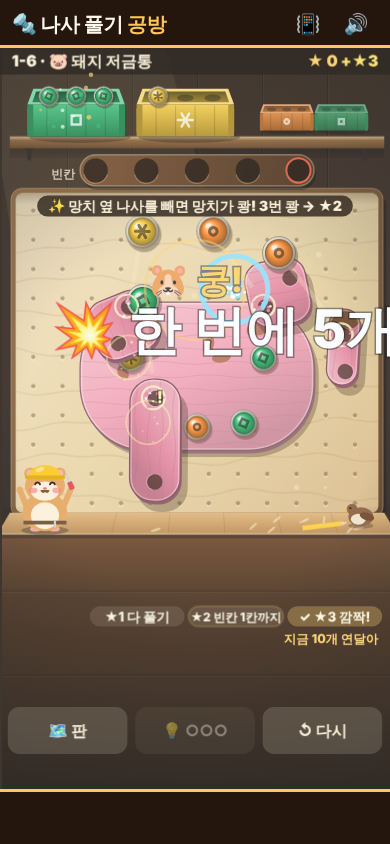 나사 풀기 공방
1-6 · 돼지 저금통
★ 0 +★3
빈칸
망치 옆 나사를 빼면 망치가 쾅! 3번 쾅 → ★2
쿵!
한 번에 5개
★1 다 풀기
★2 빈칸 1칸까지
✓ ★3 깜짝!
지금 10개 연달아
판
다시